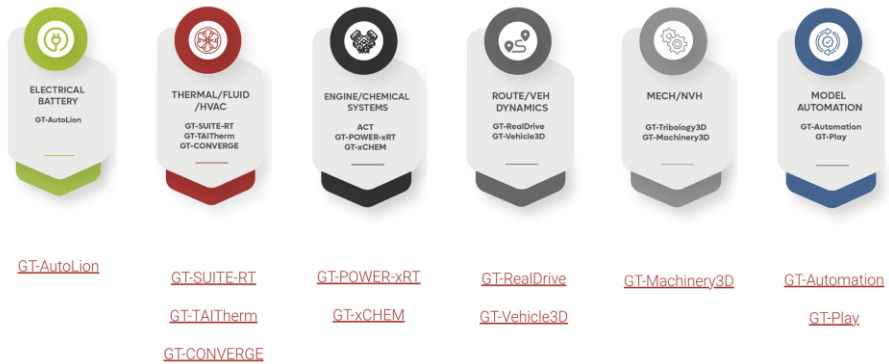 ELECTRICAL
BATTERY
GT-AutoLion
THERMAL/FLUID
/HVAC
GT-SUITE-RT
GT-TAITherm
GT-CONVERGE
ENGINE/CHEMICAL
SYSTEMS
ACT
GT-POWER-xRT
GT-xCHEM
ROUTE/VEH
DYNAMICS
GT-RealDrive
GT-Vehicle3D
MECH/NVH
GT-Tribology3D
GT-Machinery3D
MODEL
AUTOMATION
GT-Automation
GT-Play
GT-AutoLion
GT-SUITE-RT
GT-TAITherm
GT-CONVERGE
GT-POWER-xRT
GT-xCHEM
GT-RealDrive
GT-Vehicle3D
GT-Machinery3D
GT-Automation
GT-Play